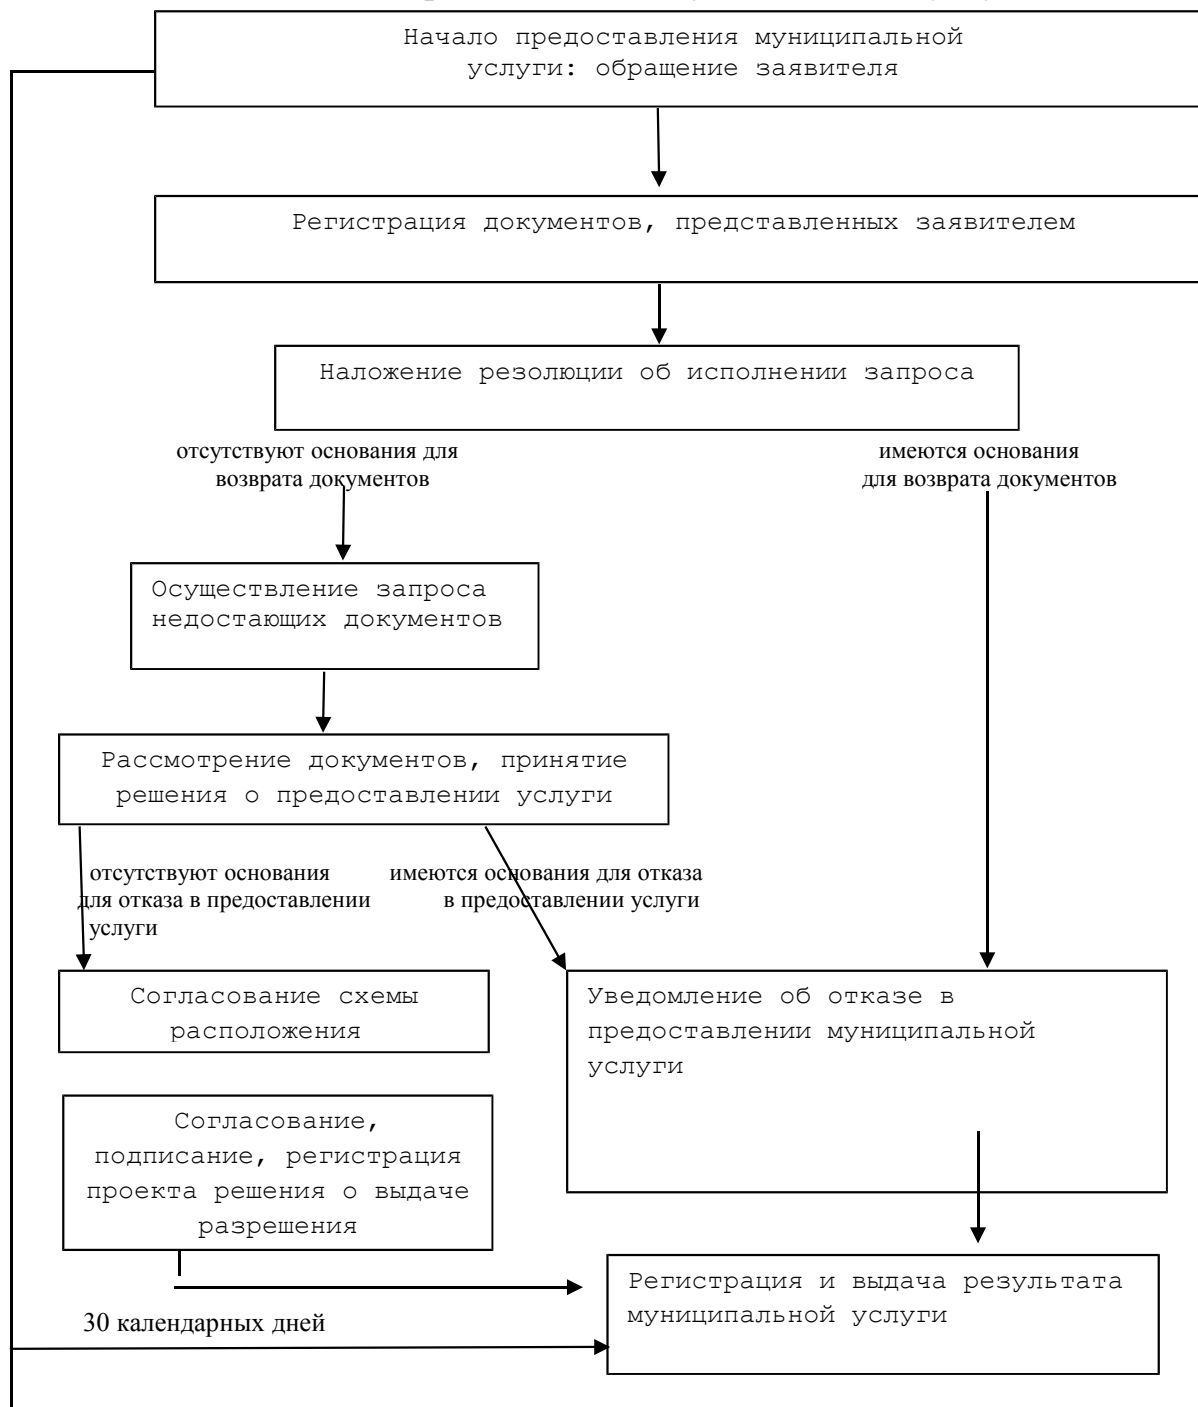 Начало предоставления муниципальной
услуги: обращение заявителя
Регистрация документов, представленных заявителем
Наложение резолюции об исполнении запроса
отсутствуют основания для
возврата документов
имеются основания
для возврата документов
Осуществление запроса
недостающих документов
Рассмотрение документов, принятие
решения о предоставлении услуги
отсутствуют основания
для отказа в предоставлении
услуги
имеются основания для отказа
в предоставлении услуги
Согласование схемы
расположения
Уведомление об отказе в
предоставлении муниципальной
услуги
Согласование,
подписание, регистрация
проекта решения о выдаче
разрешения
Регистрация и выдача результата
муниципальной услуги
30 календарных дней